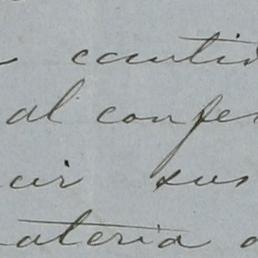 cantid
al confe
cir sus
materia